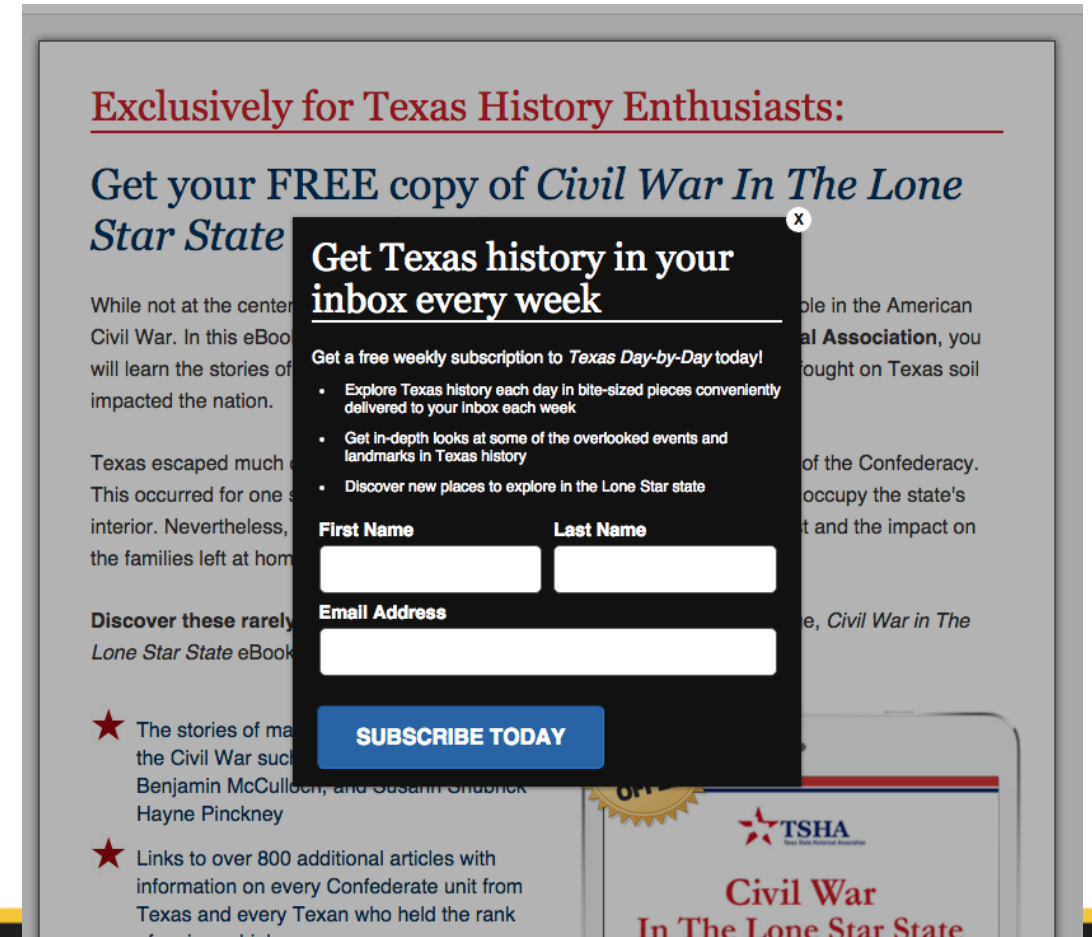 Exclusively for Texas History Enthusiasts:
Get your FREE copy of Civil War In The Lone
Star State
X
Get Texas history in your
inbox every week
Get a free weekly subscription to Texas Day-by-Day today!
• Explore Texas history each day in bite-sized pieces conveniently
delivered to your inbox each week
• Get in-depth looks at some of the overlooked events and
landmarks in Texas history
• Discover new places to explore in the Lone Star state
First Name Last Name
Email Address
SUBSCRIBE TODAY
While not at the center ole in the American
Civil War. In this eBoo al Association, you
will learn the stories of ought on Texas soil
impacted the nation.
Texas escaped much of the Confederacy.
This occurred for one s occupy the state's
interior. Nevertheless, t and the impact on
the families left at hom
Discover these rarely e, Civil War in The
Lone Star State eBook
The stories of ma
the Civil War such
Benjamin McCulloch, and Susann Shubrick
Hayne Pinckney
Links to over 800 additional articles with
information on every Confederate unit from
Texas and every Texan who held the rank
TSHA
Texas State Historical Association
Civil War
In The Lone Star State